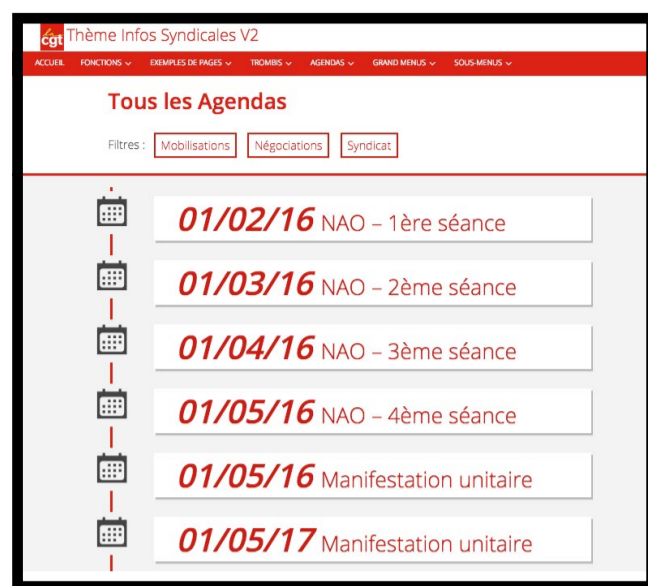 cgt Thème Infos Syndicales V2
ACCUEIL FONCTIONS EXEMPLES DE PAGES TROMBIS AGENDAS GRAND MENUS SOUS-MENUS
Tous les Agendas
Filtres : Mobilisations Négociations Syndicat
01/02/16 NAO – 1ère séance
01/03/16 NAO – 2ème séance
01/04/16 NAO – 3ème séance
01/05/16 NAO – 4ème séance
01/05/16 Manifestation unitaire
01/05/17 Manifestation unitaire